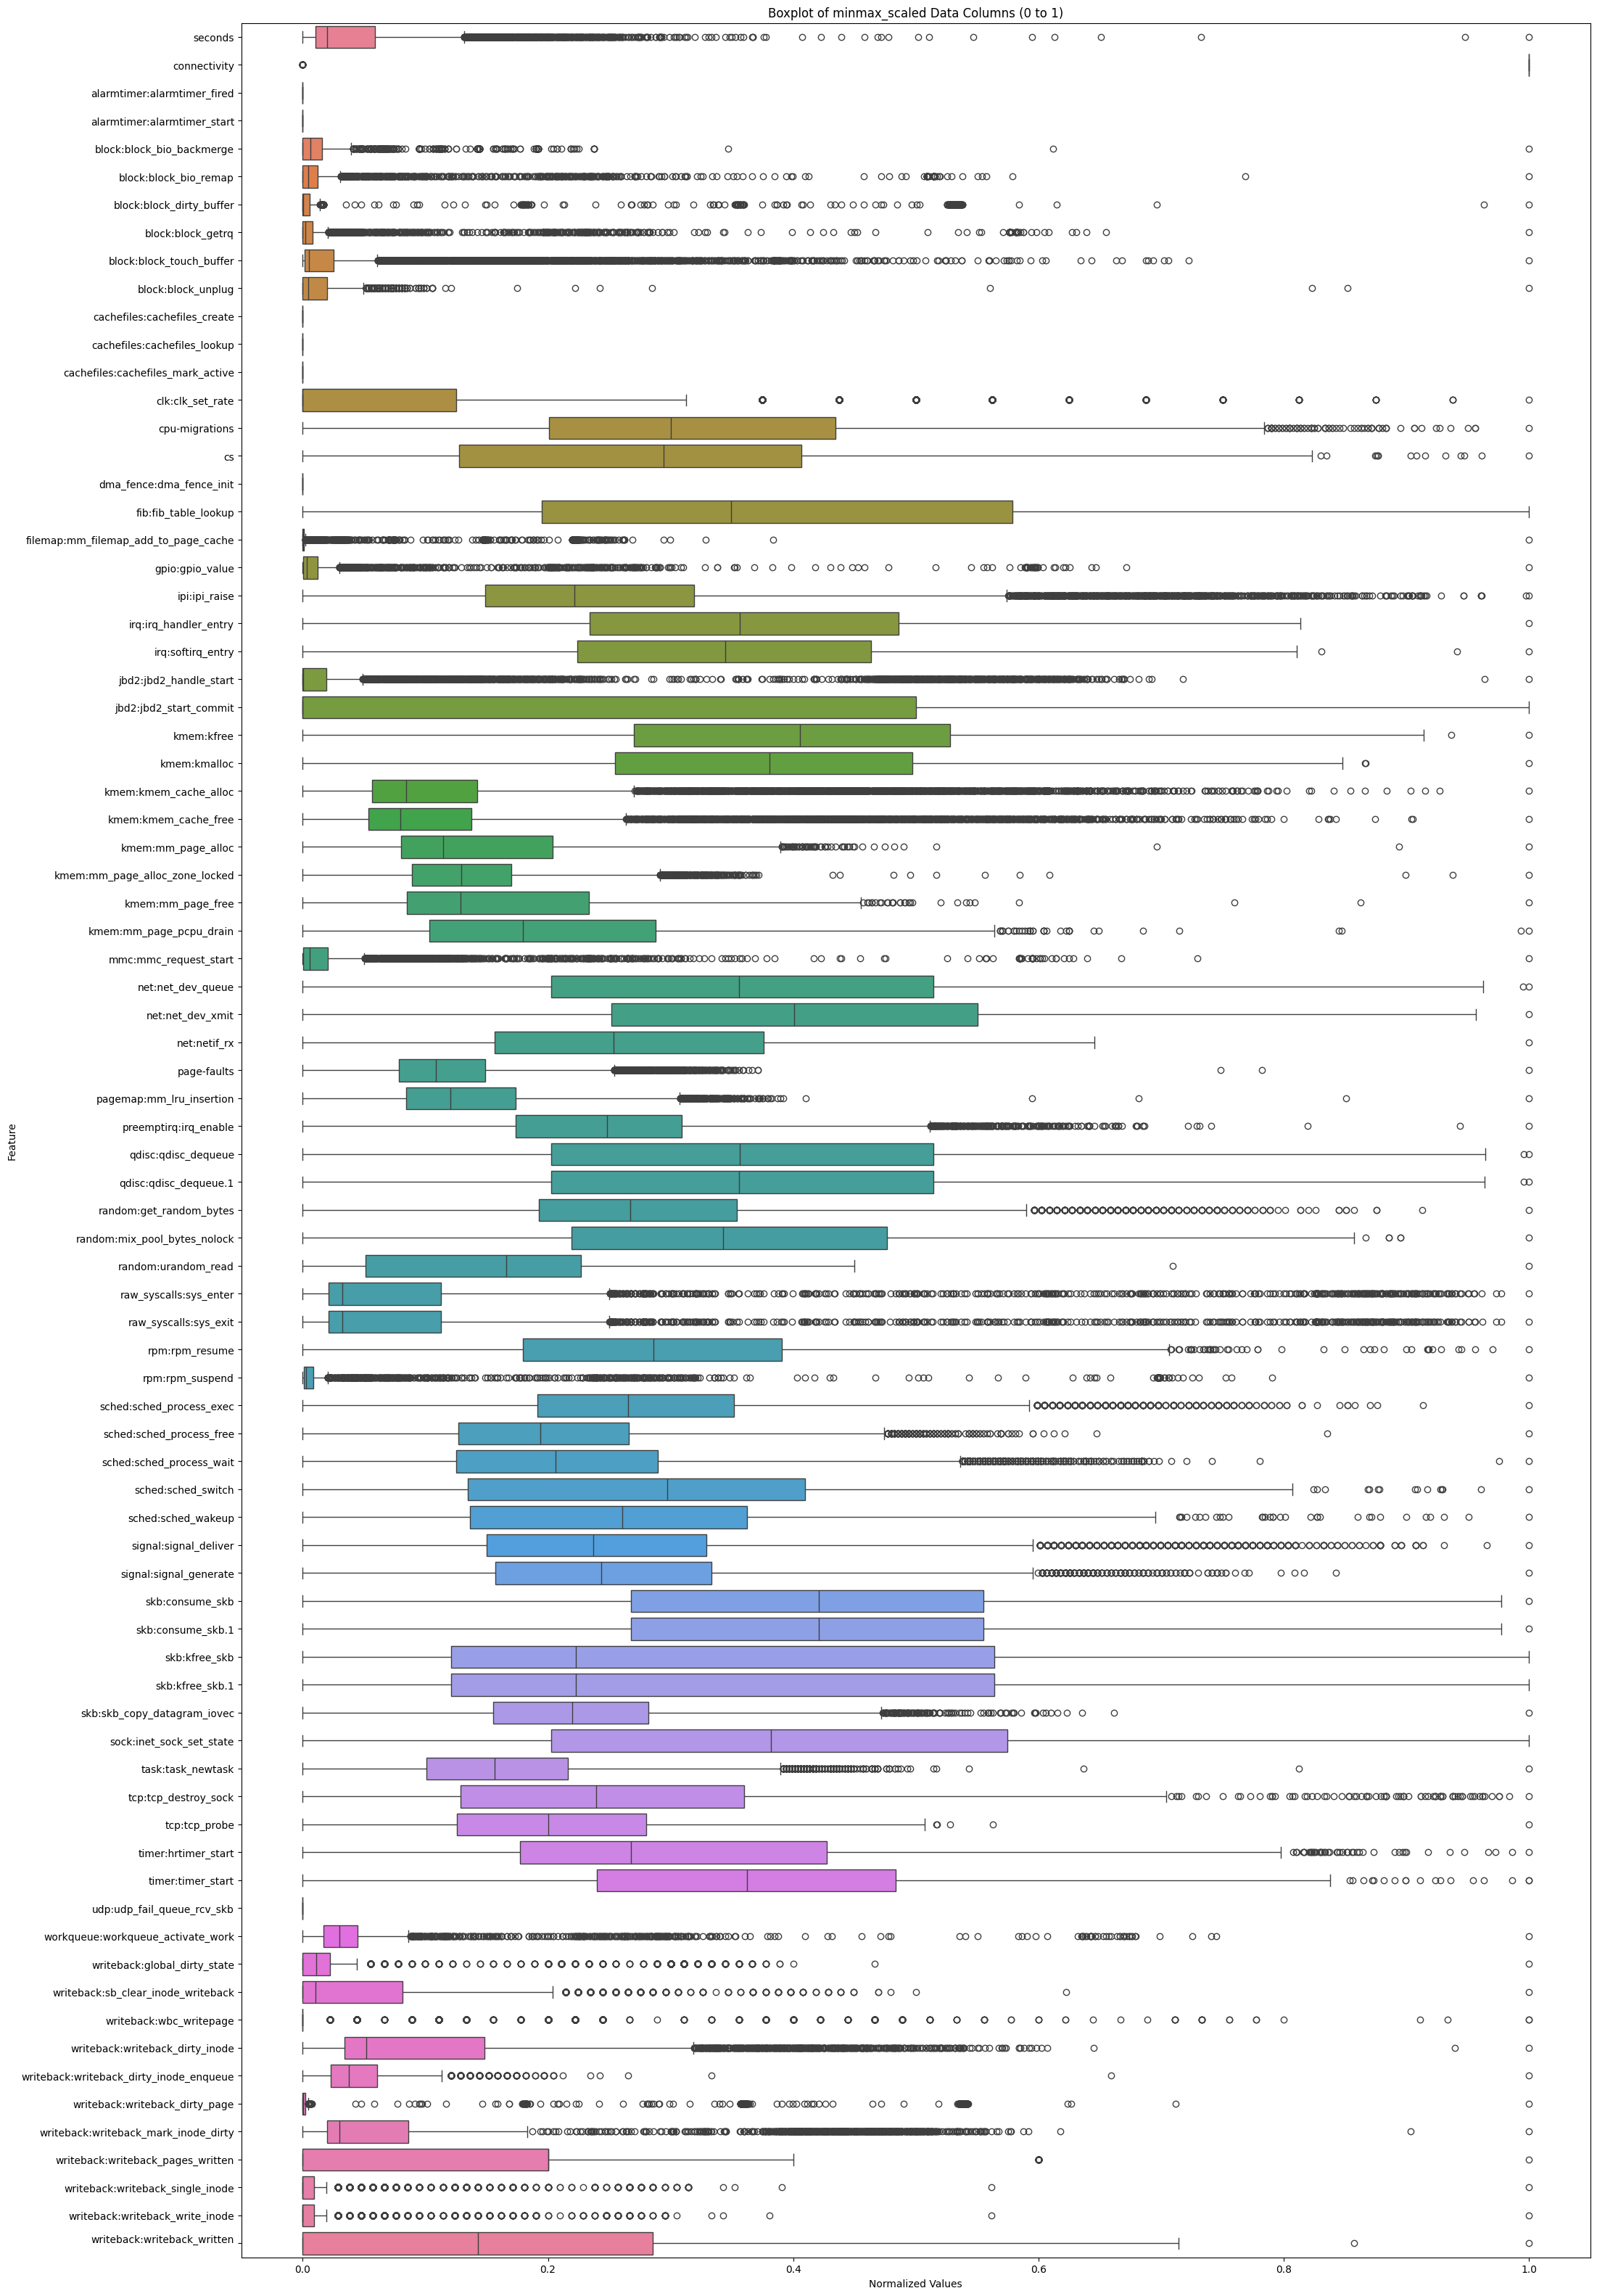 Boxplot of minmax_scaled Data Columns (0 to 1)
seconds
connectivity
alarmtimer:alarmtimer_fired
alarmtimer:alarmtimer_start
block:block_bio_backmerge
block:block_bio_remap
block:block_dirty_buffer
block:block_getrq
block:block_touch_buffer
block:block_unplug
cachefiles:cachefiles_create
cachefiles:cachefiles_lookup
cachefiles:cachefiles_mark_active
clk:clk_set_rate
cpu-migrations
cs
dma_fence:dma_fence_init
fib:fib_table_lookup
filemap:mm_filemap_add_to_page_cache
gpio:gpio_value
ipi:ipi_raise
irq:irq_handler_entry
irq:softirq_entry
jbd2:jbd2_handle_start
jbd2:jbd2_start_commit
kmem:kfree
kmem:kmalloc
kmem:kmem_cache_alloc
kmem:kmem_cache_free
kmem:mm_page_alloc
kmem:mm_page_alloc_zone_locked
kmem:mm_page_free
kmem:mm_page_pcpu_drain
mmc:mmc_request_start
net:net_dev_queue
net:net_dev_xmit
net:netif_rx
page-faults
pagemap:mm_lru_insertion
preemptirq:irq_enable
qdisc:qdisc_dequeue
qdisc:qdisc_dequeue.1
random:get_random_bytes
random:mix_pool_bytes_nolock
random:urandom_read
raw_syscalls:sys_enter
raw_syscalls:sys_exit
rpm:rpm_resume
rpm:rpm_suspend
sched:sched_process_exec
sched:sched_process_free
sched:sched_process_wait
sched:sched_switch
sched:sched_wakeup
signal:signal_deliver
signal:signal_generate
skb:consume_skb
skb:consume_skb.1
skb:kfree_skb
skb:kfree_skb.1
skb:skb_copy_datagram_iovec
sock:inet_sock_set_state
task:task_newtask
tcp:tcp_destroy_sock
tcp:tcp_probe
timer:hrtimer_start
timer:timer_start
udp:udp_fail_queue_rcv_skb
workqueue:workqueue_activate_work
writeback:global_dirty_state
writeback:sb_clear_inode_writeback
writeback:wbc_writepage
writeback:writeback_dirty_inode
writeback:writeback_dirty_inode_enqueue
writeback:writeback_dirty_page
writeback:writeback_mark_inode_dirty
writeback:writeback_pages_written
writeback:writeback_single_inode
writeback:writeback_write_inode
writeback:writeback_written
Feature
0.0 0.2 0.4 0.6 0.8 1.0
Normalized Values